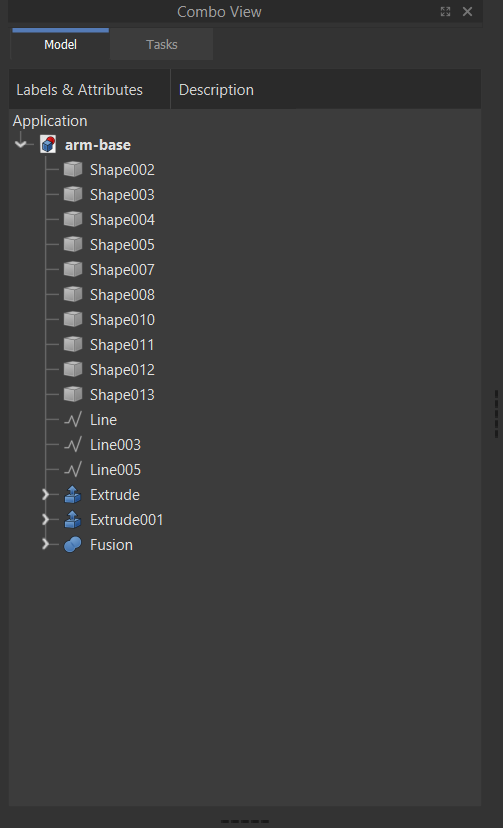 Combo View
Model Tasks
Labels & Attributes Description
Application
arm-base
Shape002
Shape003
Shape004
Shape005
Shape007
Shape008
Shape010
Shape011
Shape012
Shape013
Line
Line003
Line005
Extrude
Extrude001
Fusion